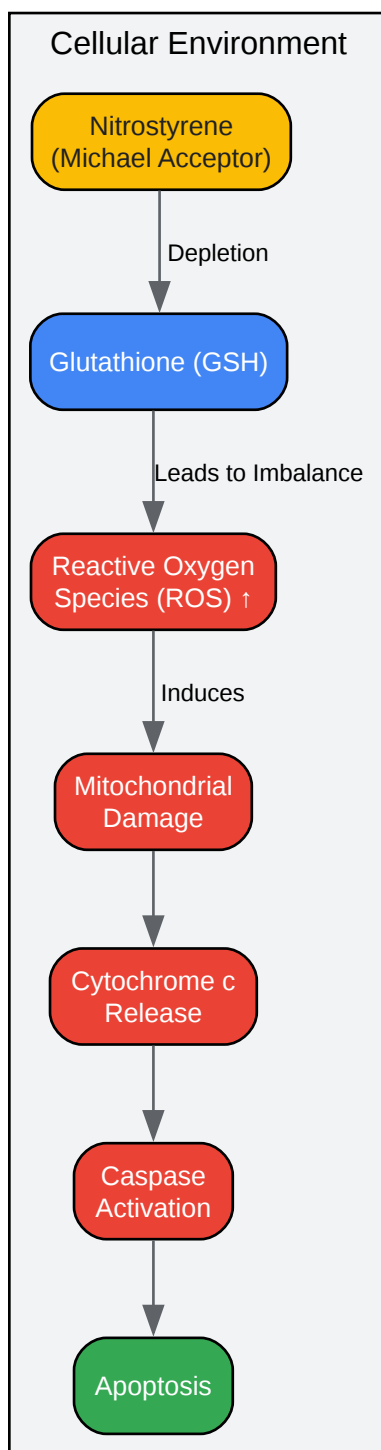 Cellular Environment
Nitrostyrene
(Michael Acceptor)
Depletion
Glutathione (GSH)
Leads to Imbalance
Reactive Oxygen
Species (ROS) ↑
Induces
Mitochondrial
Damage
Cytochrome c
Release
Caspase
Activation
Apoptosis